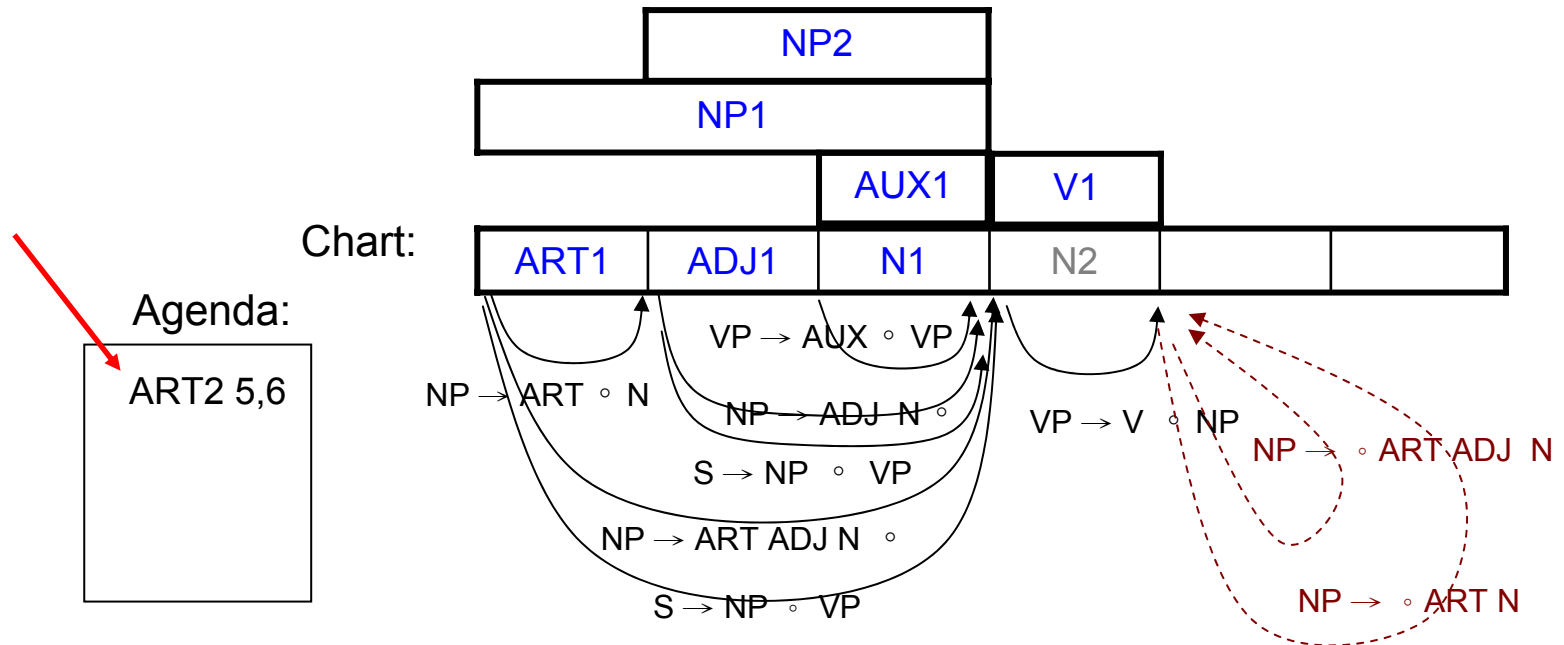 NP2
NP1
AUX1 V1
Chart:
ART1 ADJ1 N1 N2
Agenda:
ART2 5,6
VP → AUX ∘ VP
NP → ART ∘ N
NP → ADJ N ∘
VP → V ∘ NP
NP → ∘ ART ADJ N
S → NP ∘ VP
NP → ART ADJ N ∘
NP → ∘ ART N
S → NP ∘ VP